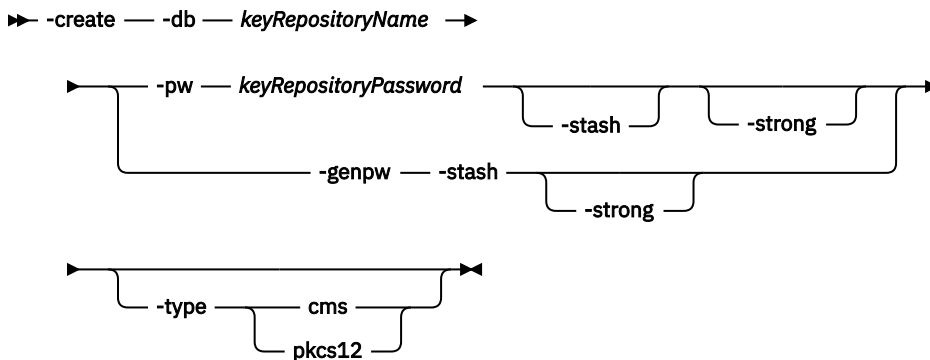 -create -db keyRepositoryName
-pw keyRepositoryPassword
-stash -strong
-genpw -stash
-strong
-type cms
pkcs12